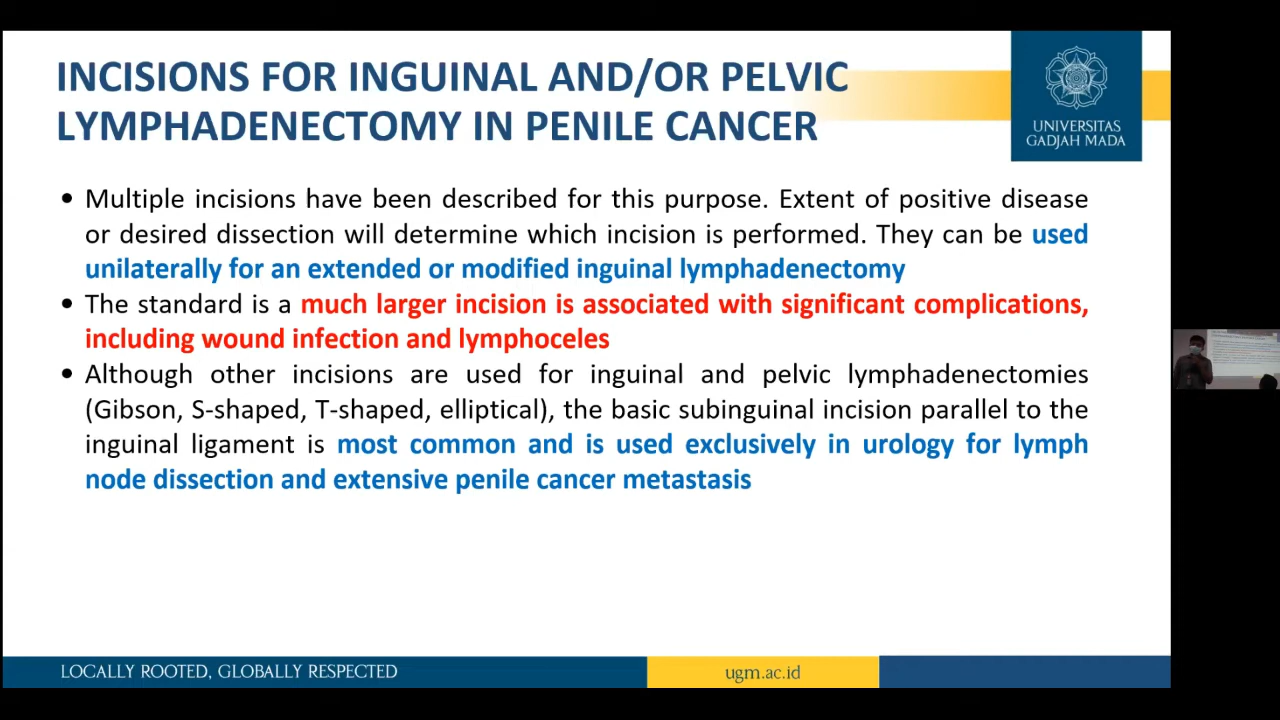 INCISIONS FOR INGUINAL AND/OR PELVIC
LYMPHADENECTOMY IN PENILE CANCER
UNIVERSITAS
GADJAH MADA
• Multiple incisions have been described for this purpose. Extent of positive disease
or desired dissection will determine which incision is performed. They can be used
unilaterally for an extended or modified inguinal lymphadenectomy
• The standard is a much larger incision is associated with significant complications,
including wound infection and lymphoceles
• Although other incisions are used for inguinal and pelvic lymphadenectomies
(Gibson, S-shaped, T-shaped, elliptical), the basic subinguinal incision parallel to the
inguinal ligament is most common and is used exclusively in urology for lymph
node dissection and extensive penile cancer metastasis
LOCALLY ROOTED, GLOBALLY RESPECTED
ugm.ac.id